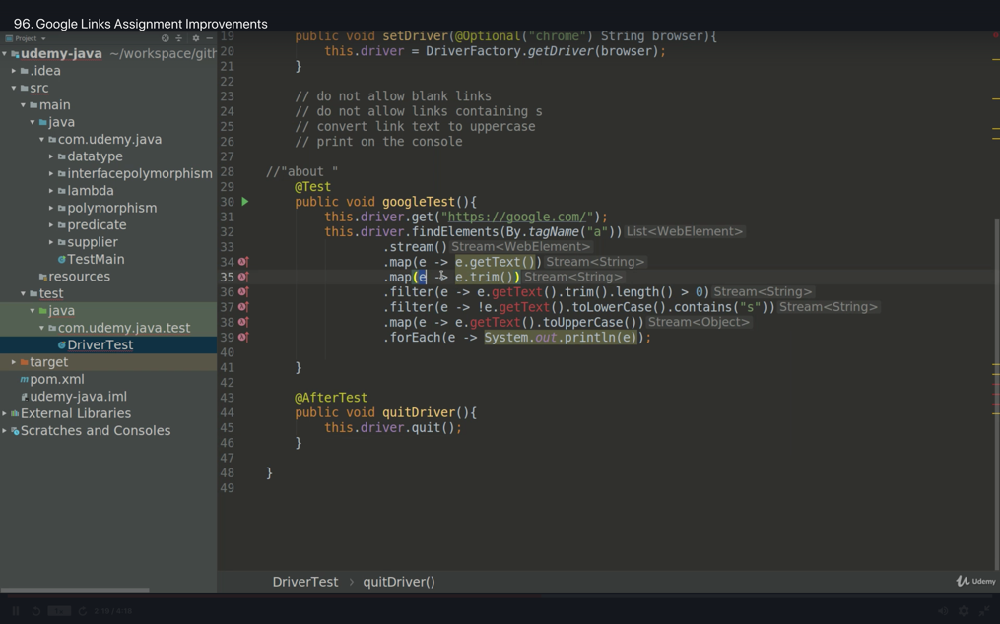 96. Google Links Assignment Improvements
Project
udemy-java ~/workspace/gith
.idea
src
main
java
com.udemy.java
datatype
interfacepolymorphism
lambda
polymorphism
predicate
supplier
TestMain
resources
test
java
com.udemy.java.test
DriverTest
target
pom.xml
udemy-java.iml
External Libraries
Scratches and Consoles
19 public void setDriver(@Optional("chrome") String browser){
20 this.driver = DriverFactory.getDriver(browser);
21 }
22
23 // do not allow blank links
24 // do not allow links containing s
25 // convert link text to uppercase
26 // print on the console
27
28 //"about "
29 @Test
30 public void googleTest(){
31 this.driver.get("https://google.com/");
32 this.driver.findElements(By.tagName("a")) List<WebElement>
33 .stream() Stream<WebElement>
34 .map(e -> e.getText()) Stream<String>
35 .map(e -> e.trim()) Stream<String>
36 .filter(e -> e.getText().trim().length() > 0) Stream<String>
37 .filter(e -> !e.getText().toLowerCase().contains("s")) Stream<String>
38 .map(e -> e.getText().toUpperCase()) Stream<Object>
39 .forEach(e -> System.out.println(e));
40
41 }
42
43 @AfterTest
44 public void quitDriver(){
45 this.driver.quit();
46 }
47
48 }
49
DriverTest > quitDriver()
Udemy